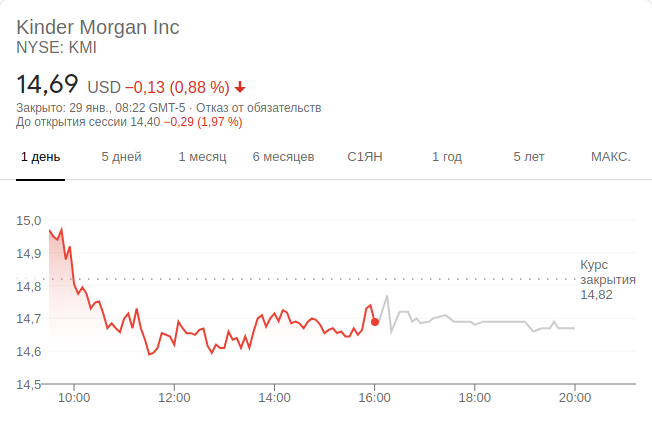 Kinder Morgan Inc
NYSE: KMI
14,69 USD −0,13 (0,88 %)
Закрыто: 29 янв., 08:22 GMT-5 · Отказ от обязательств
До открытия сессии 14,40 −0,29 (1,97 %)
1 день 5 дней 1 месяц 6 месяцев С1ЯН 1 год 5 лет МАКС.
15,0
14,9
14,8
14,7
14,6
14,5
Курс
закрытия
14,82
10:00 12:00 14:00 16:00 18:00 20:00